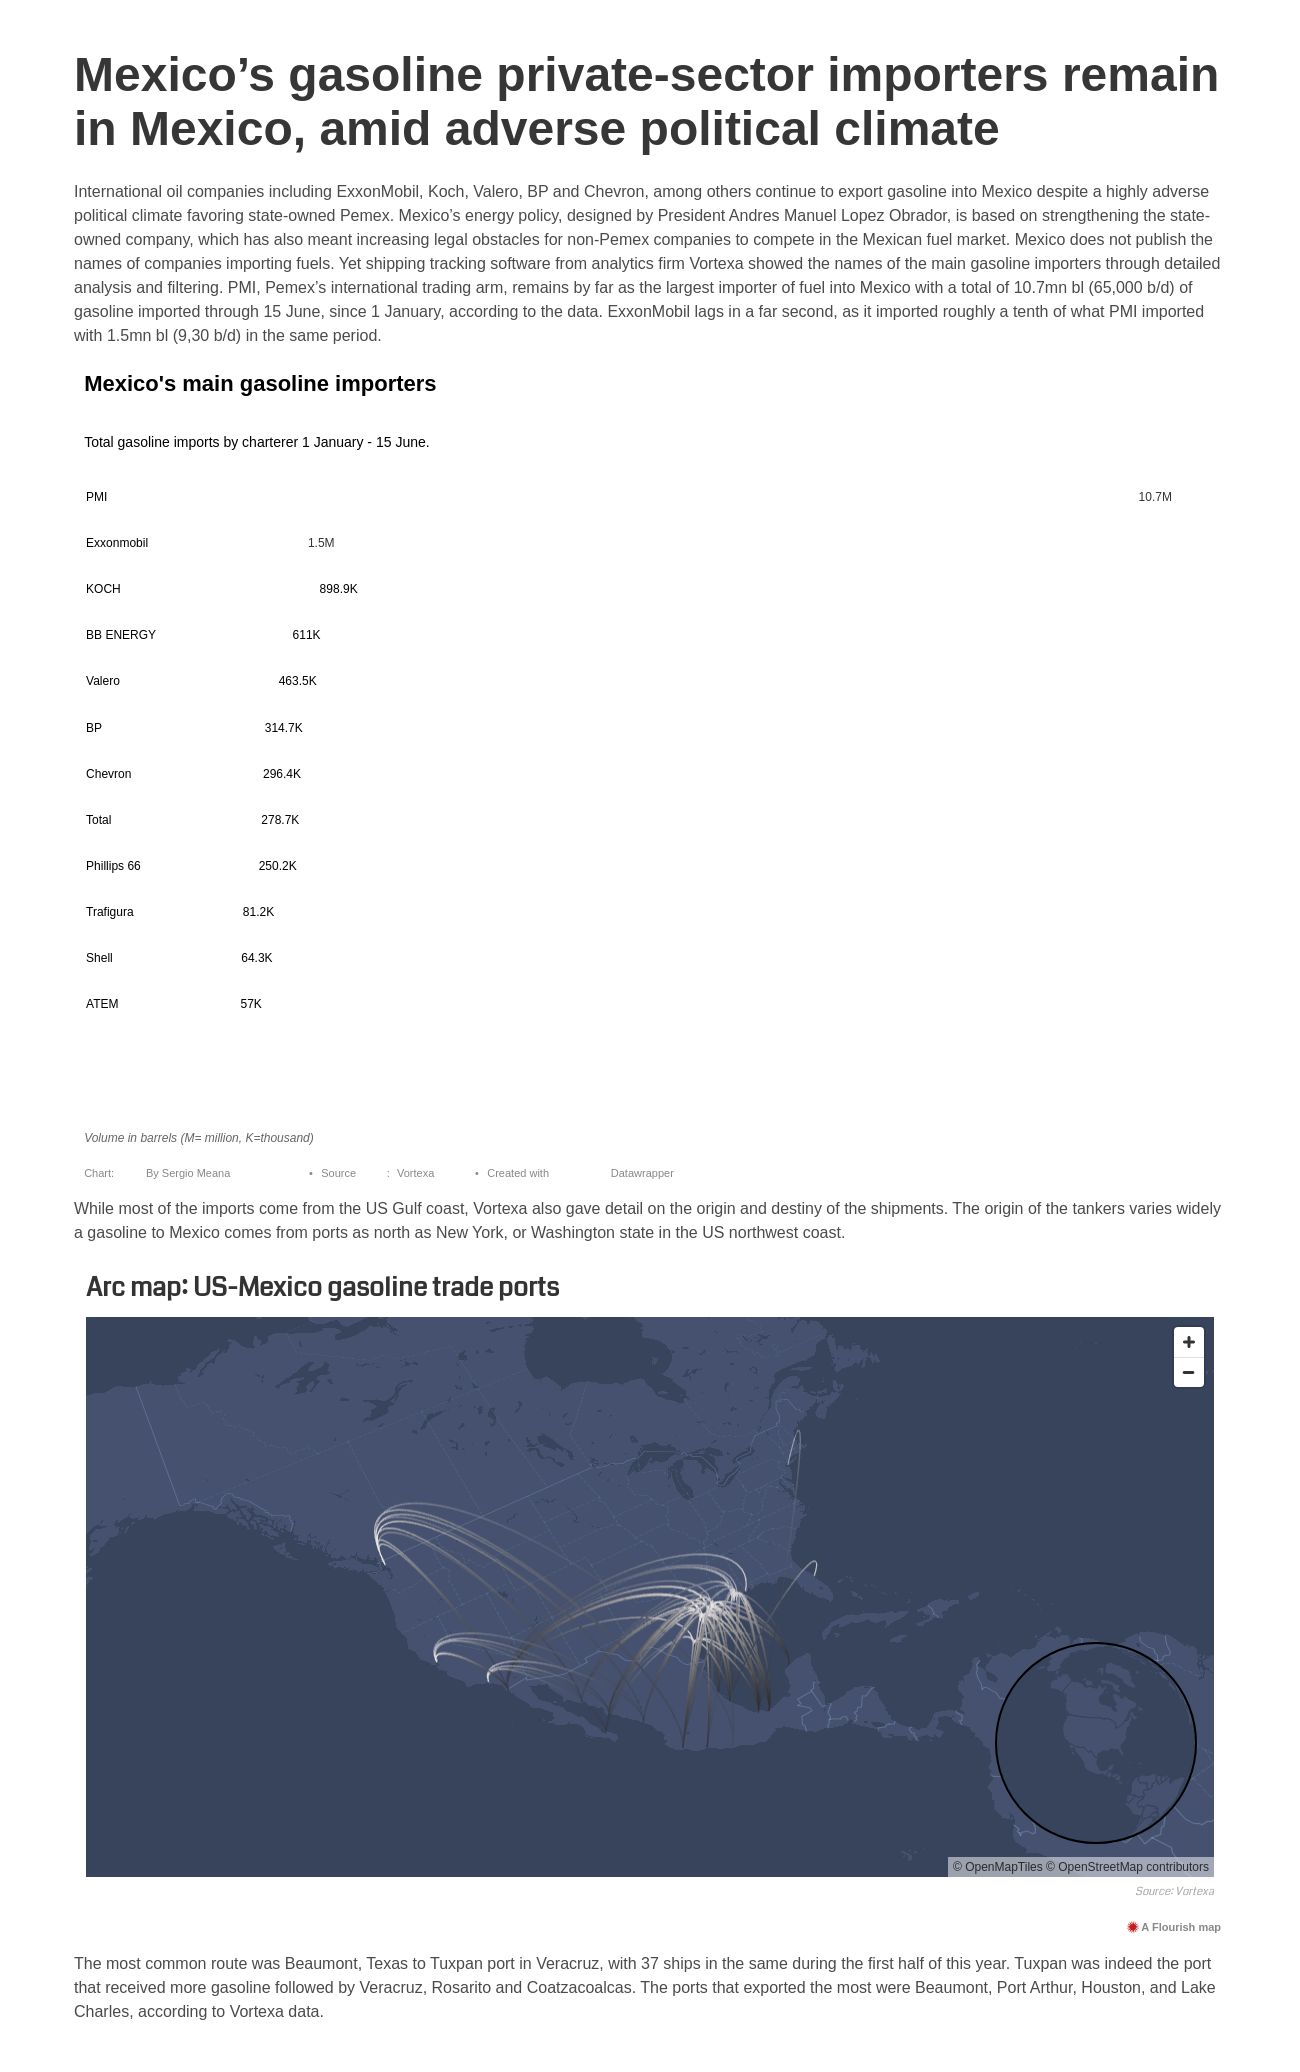 Mexico’s gasoline private-sector importers remain
in Mexico, amid adverse political climate
International oil companies including ExxonMobil, Koch, Valero, BP and Chevron, among others continue to export gasoline into Mexico despite a highly adverse
political climate favoring state-owned Pemex. Mexico’s energy policy, designed by President Andres Manuel Lopez Obrador, is based on strengthening the state-
owned company, which has also meant increasing legal obstacles for non-Pemex companies to compete in the Mexican fuel market. Mexico does not publish the
names of companies importing fuels. Yet shipping tracking software from analytics firm Vortexa showed the names of the main gasoline importers through detailed
analysis and filtering. PMI, Pemex’s international trading arm, remains by far as the largest importer of fuel into Mexico with a total of 10.7mn bl (65,000 b/d) of
gasoline imported through 15 June, since 1 January, according to the data. ExxonMobil lags in a far second, as it imported roughly a tenth of what PMI imported
with 1.5mn bl (9,30 b/d) in the same period.
Mexico's main gasoline importers
Total gasoline imports by charterer 1 January - 15 June.
PMI 10.7M
Exxonmobil 1.5M
KOCH 898.9K
BB ENERGY 611K
Valero 463.5K
BP 314.7K
Chevron 296.4K
Total 278.7K
Phillips 66 250.2K
Trafigura 81.2K
Shell 64.3K
ATEM 57K
Volume in barrels (M= million, K=thousand)
Chart: By Sergio Meana • Source : Vortexa • Created with Datawrapper
While most of the imports come from the US Gulf coast, Vortexa also gave detail on the origin and destiny of the shipments. The origin of the tankers varies widely
a gasoline to Mexico comes from ports as north as New York, or Washington state in the US northwest coast.
Arc map: US-Mexico gasoline trade ports
© OpenMapTiles © OpenStreetMap contributors
Source: Vortexa
A Flourish map
The most common route was Beaumont, Texas to Tuxpan port in Veracruz, with 37 ships in the same during the first half of this year. Tuxpan was indeed the port
that received more gasoline followed by Veracruz, Rosarito and Coatzacoalcas. The ports that exported the most were Beaumont, Port Arthur, Houston, and Lake
Charles, according to Vortexa data.